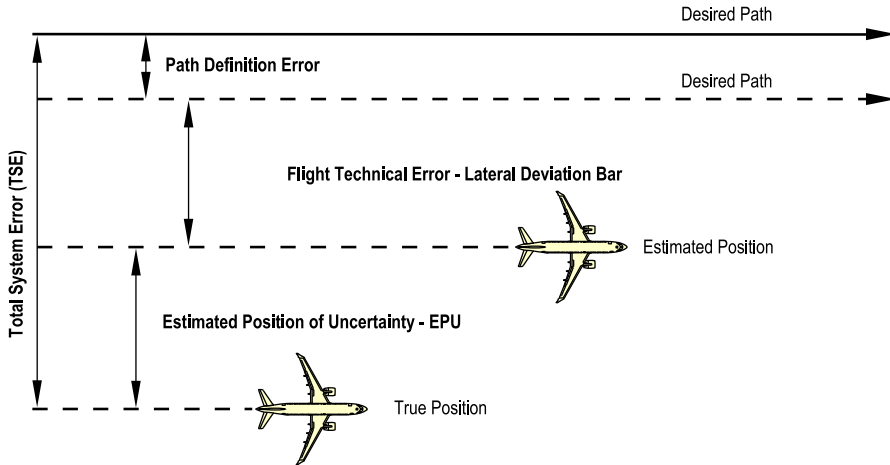 Desired Path
Path Definition Error
Desired Path
Total System Error (TSE)
Flight Technical Error - Lateral Deviation Bar
Estimated Position
Estimated Position of Uncertainty - EPU
True Position